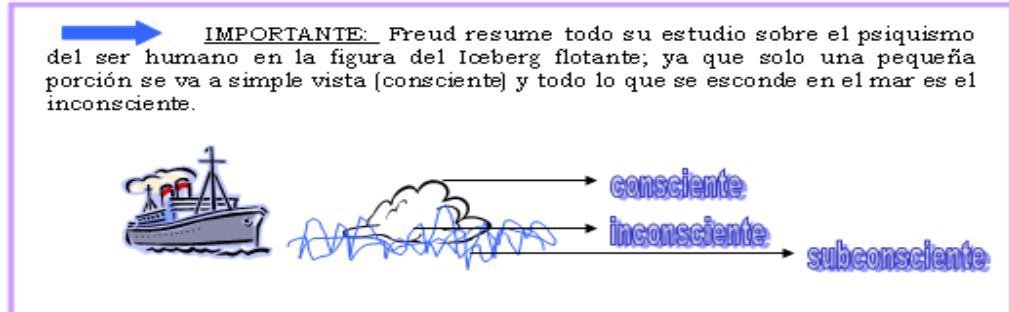 IMPORTANTE: Freud resume todo su estudio sobre el psiquismo
del ser humano en la figura del Iceberg flotante; ya que solo una pequeña
porción se va a simple vista (consciente) y todo lo que se esconde en el mar es el
inconsciente.
consciente
inconsciente
subconsciente